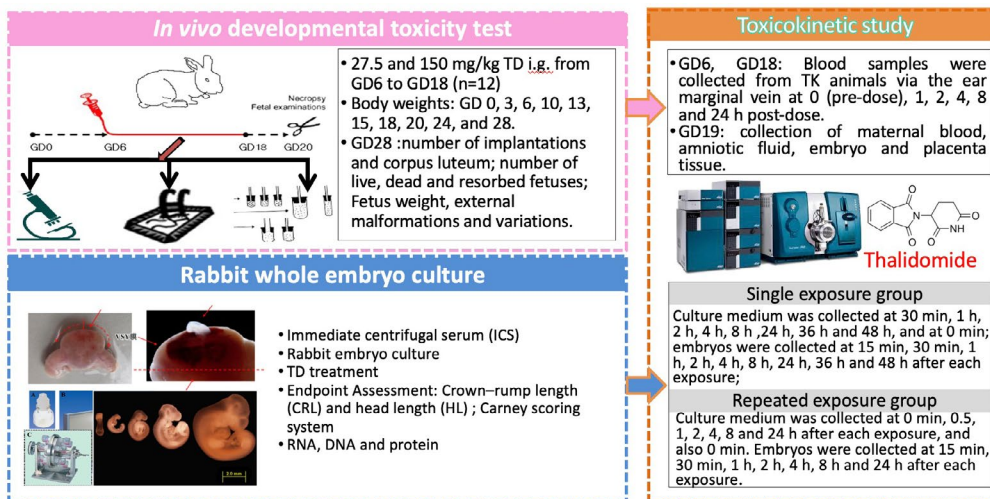 In vivo developmental toxicity test
Necropsy
Fetal examinations
GD0
GD6
GD18
GD20
• 27.5 and 150 mg/kg TD i.g. from
GD6 to GD18 (n=12)
• Body weights: GD 0, 3, 6, 10, 13,
15, 18, 20, 24, and 28.
• GD28 :number of implantations
and corpus luteum; number of
live, dead and resorbed fetuses;
Fetus weight, external
malformations and variations.
Rabbit whole embryo culture
VSY膜
A
B
C
2.0 mm
• Immediate centrifugal serum (ICS)
• Rabbit embryo culture
• TD treatment
• Endpoint Assessment: Crown–rump length
(CRL) and head length (HL) ; Carney scoring
system
• RNA, DNA and protein
Toxicokinetic study
• GD6, GD18: Blood samples were
collected from TK animals via the ear
marginal vein at 0 (pre-dose), 1, 2, 4, 8
and 24 h post-dose.
• GD19: collection of maternal blood,
amniotic fluid, embryo and placenta
tissue.
O
N
O
O
NH
O
Thalidomide
Single exposure group
Culture medium was collected at 30 min, 1 h,
2 h, 4 h, 8 h ,24 h, 36 h and 48 h, and at 0 min;
embryos were collected at 15 min, 30 min, 1
h, 2 h, 4 h, 8 h, 24 h, 36 h and 48 h after each
exposure;
Repeated exposure group
Culture medium was collected at 0 min, 0.5,
1, 2, 4, 8 and 24 h after each exposure, and
also 0 min. Embryos were collected at 15 min,
30 min, 1 h, 2 h, 4 h, 8 h and 24 h after each
exposure.